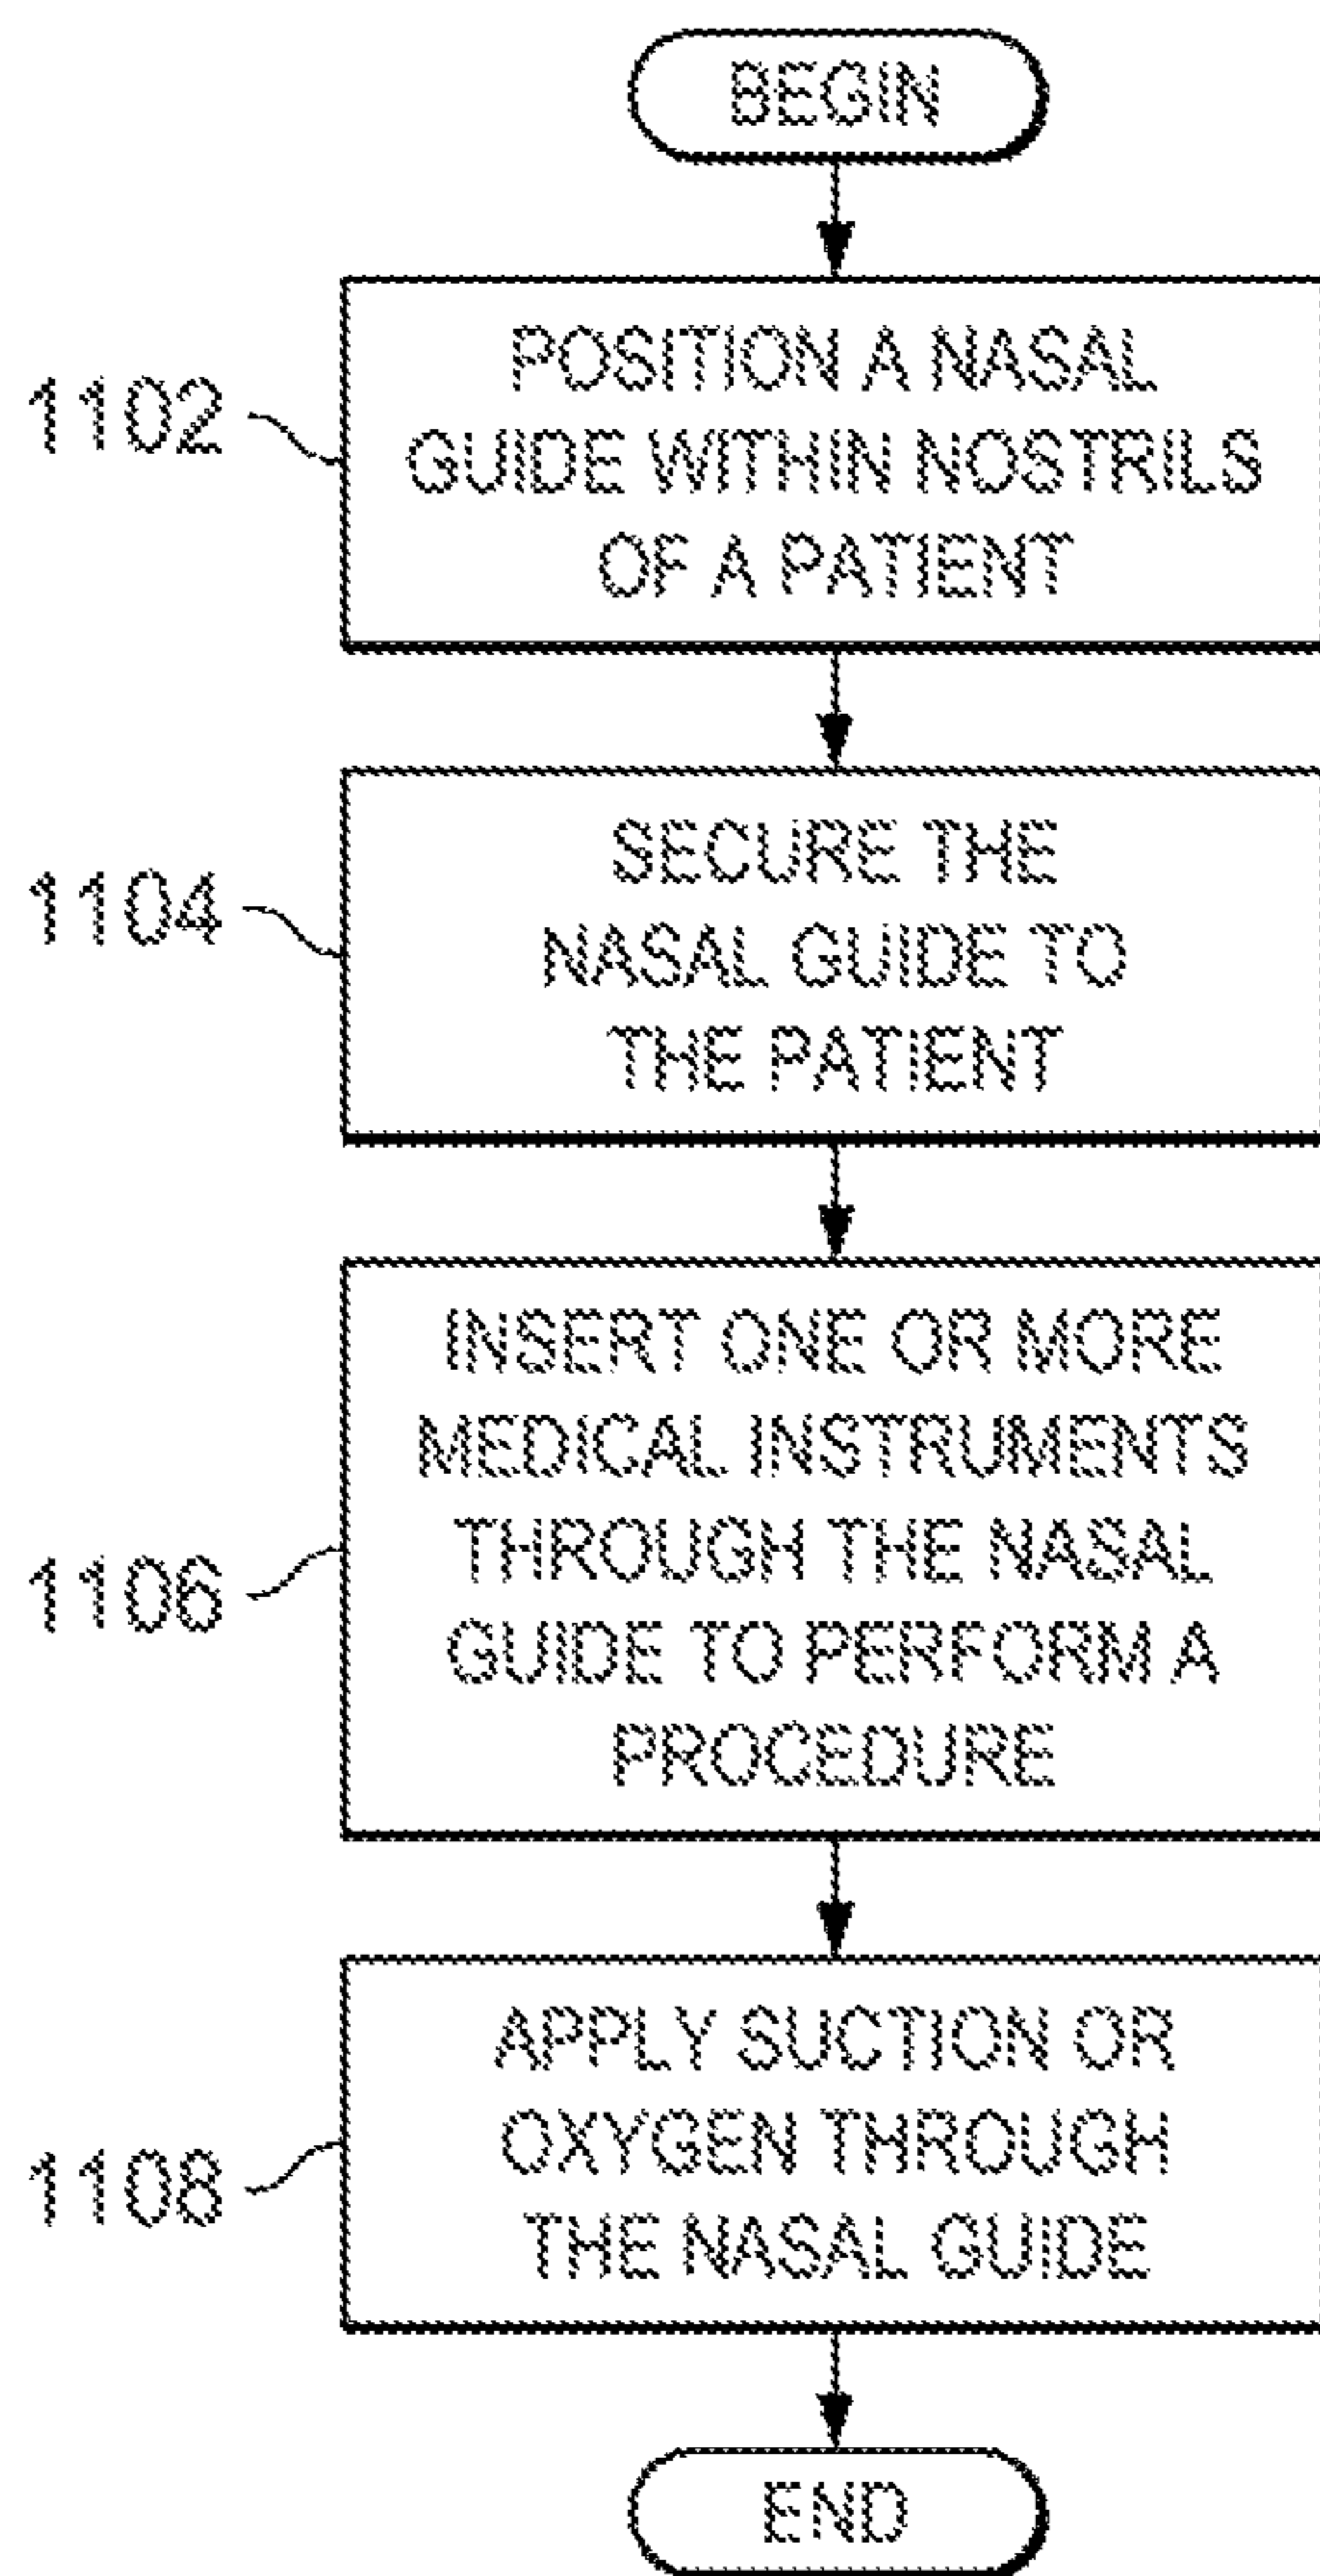 BEGIN
1102
POSITION A NASAL
GUIDE WITHIN NOSTRILS
OF A PATIENT
1104
SECURE THE
NASAL GUIDE TO
THE PATIENT
1106
INSERT ONE OR MORE
MEDICAL INSTRUMENTS
THROUGH THE NASAL
GUIDE TO PERFORM A
PROCEDURE
1108
APPLY SUCTION OR
OXYGEN THROUGH
THE NASAL GUIDE
END